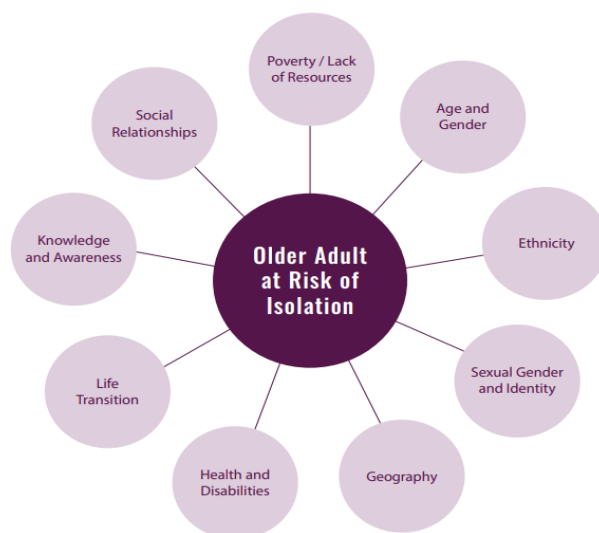 Poverty / Lack
of Resources
Age and
Gender
Ethnicity
Sexual Gender
and Identity
Geography
Health and
Disabilities
Life
Transition
Knowledge
and Awareness
Social
Relationships
Older Adult
at Risk of
Isolation